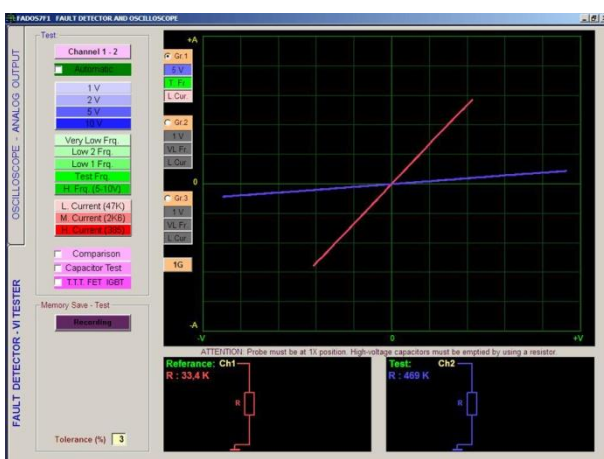 FADOS7F1 FAULT DETECTOR AND OSCILLOSCOPE
OSCILLOSCOPE - ANALOG OUTPUT
FAULT DETECTOR - VI TESTER
Test
Channel 1 - 2
Automatic
1 V
2 V
5 V
10 V
Very Low Frq.
Low 2 Frq.
Low 1 Frq.
Test Frq.
H. Frq. (5-10V)
L. Current (47K)
M. Current (2K6)
H. Current (385)
Comparison
Capacitor Test
T.T.T. FET IGBT
Memory Save - Test
Recording
Tolerance (%) 3
Gr.1
5 V
T. Fr.
L Cur.
Gr.2
1 V
VL Fr.
L Cur.
Gr.3
1 V
VL Fr.
L Cur.
1G
+A
0
-A
-V 0 +V
ATTENTION: Probe must be at 1X position. High-voltage capacitors must be emptied by using a resistor.
Referance: Ch1
R : 33,4 K
R
Test: Ch2
R : 469 K
R